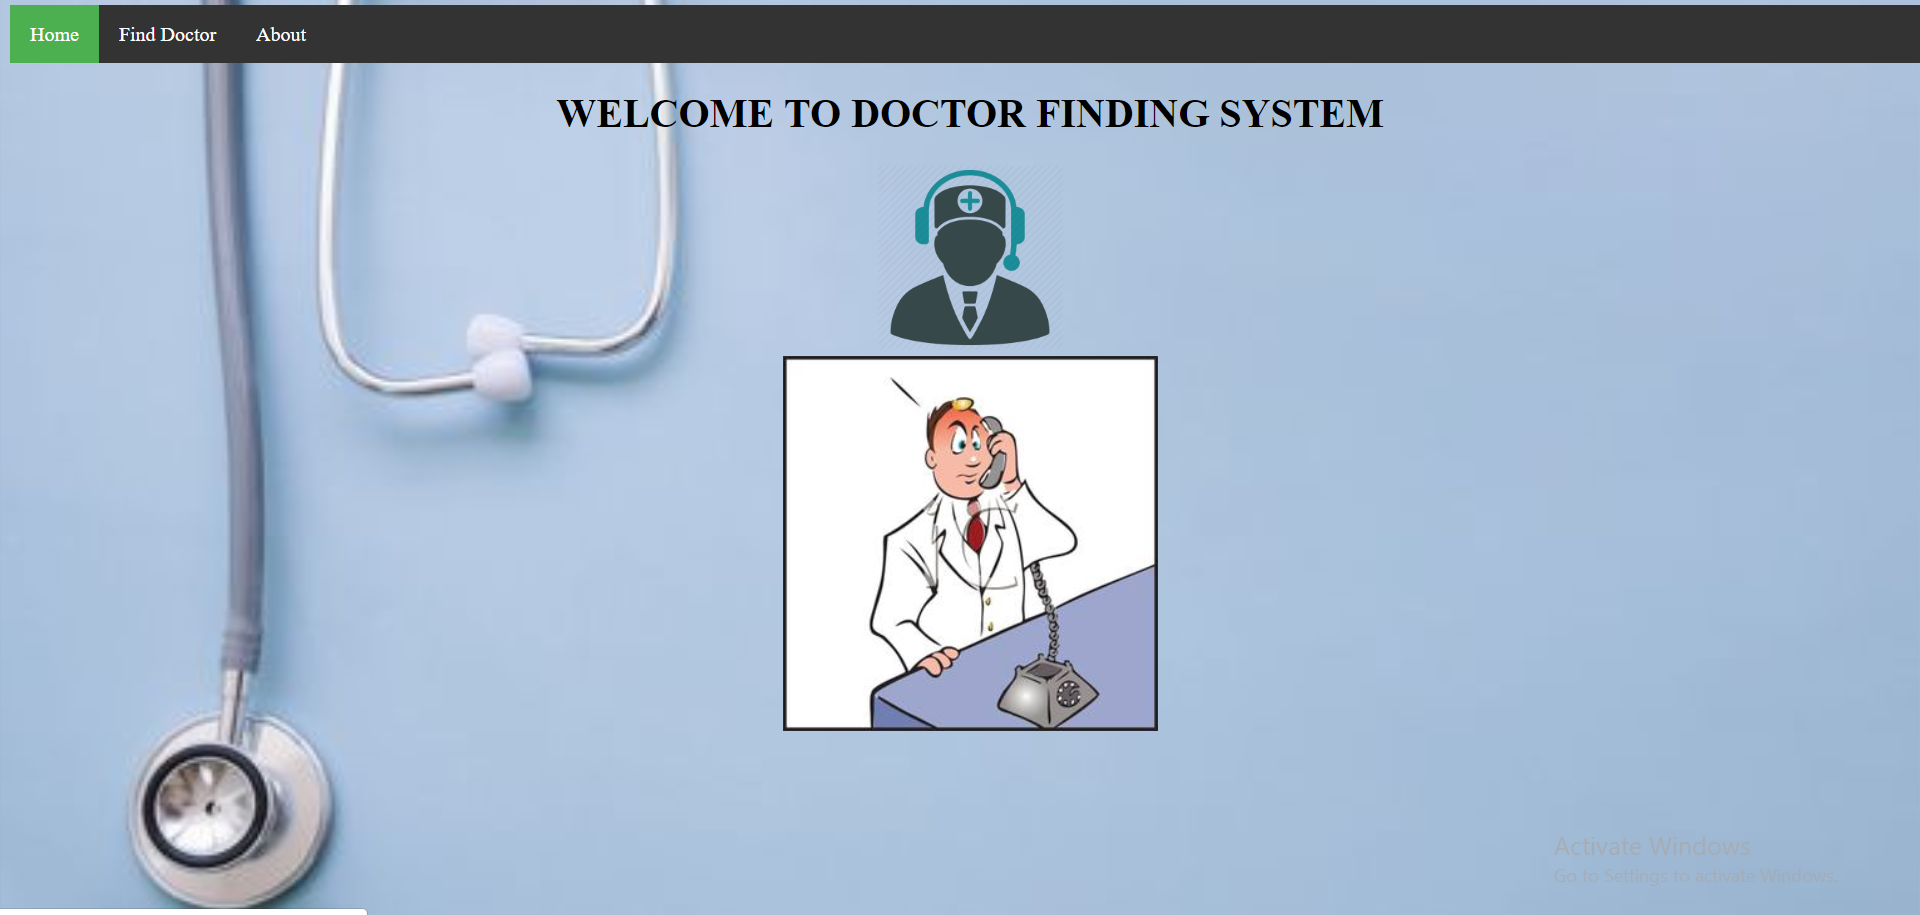 Home Find Doctor About
WELCOME TO DOCTOR FINDING SYSTEM
Activate Windows
Go to Settings to activate Windows.